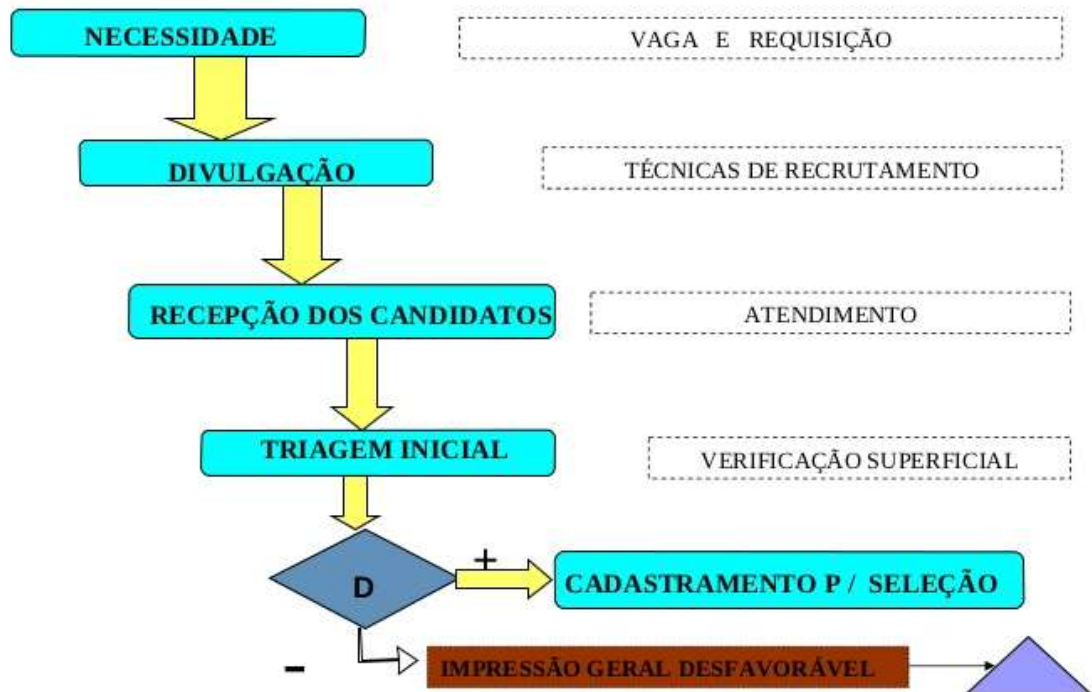 NECESSIDADE
VAGA E REQUISIÇÃO
DIVULGAÇÃO
TÉCNICAS DE RECRUTAMENTO
RECEPÇÃO DOS CANDIDATOS
ATENDIMENTO
TRIAGEM INICIAL
VERIFICAÇÃO SUPERFICIAL
+
D
CADASTRAMENTO P / SELEÇÃO
-
IMPRESSÃO GERAL DESFAVORÁVEL